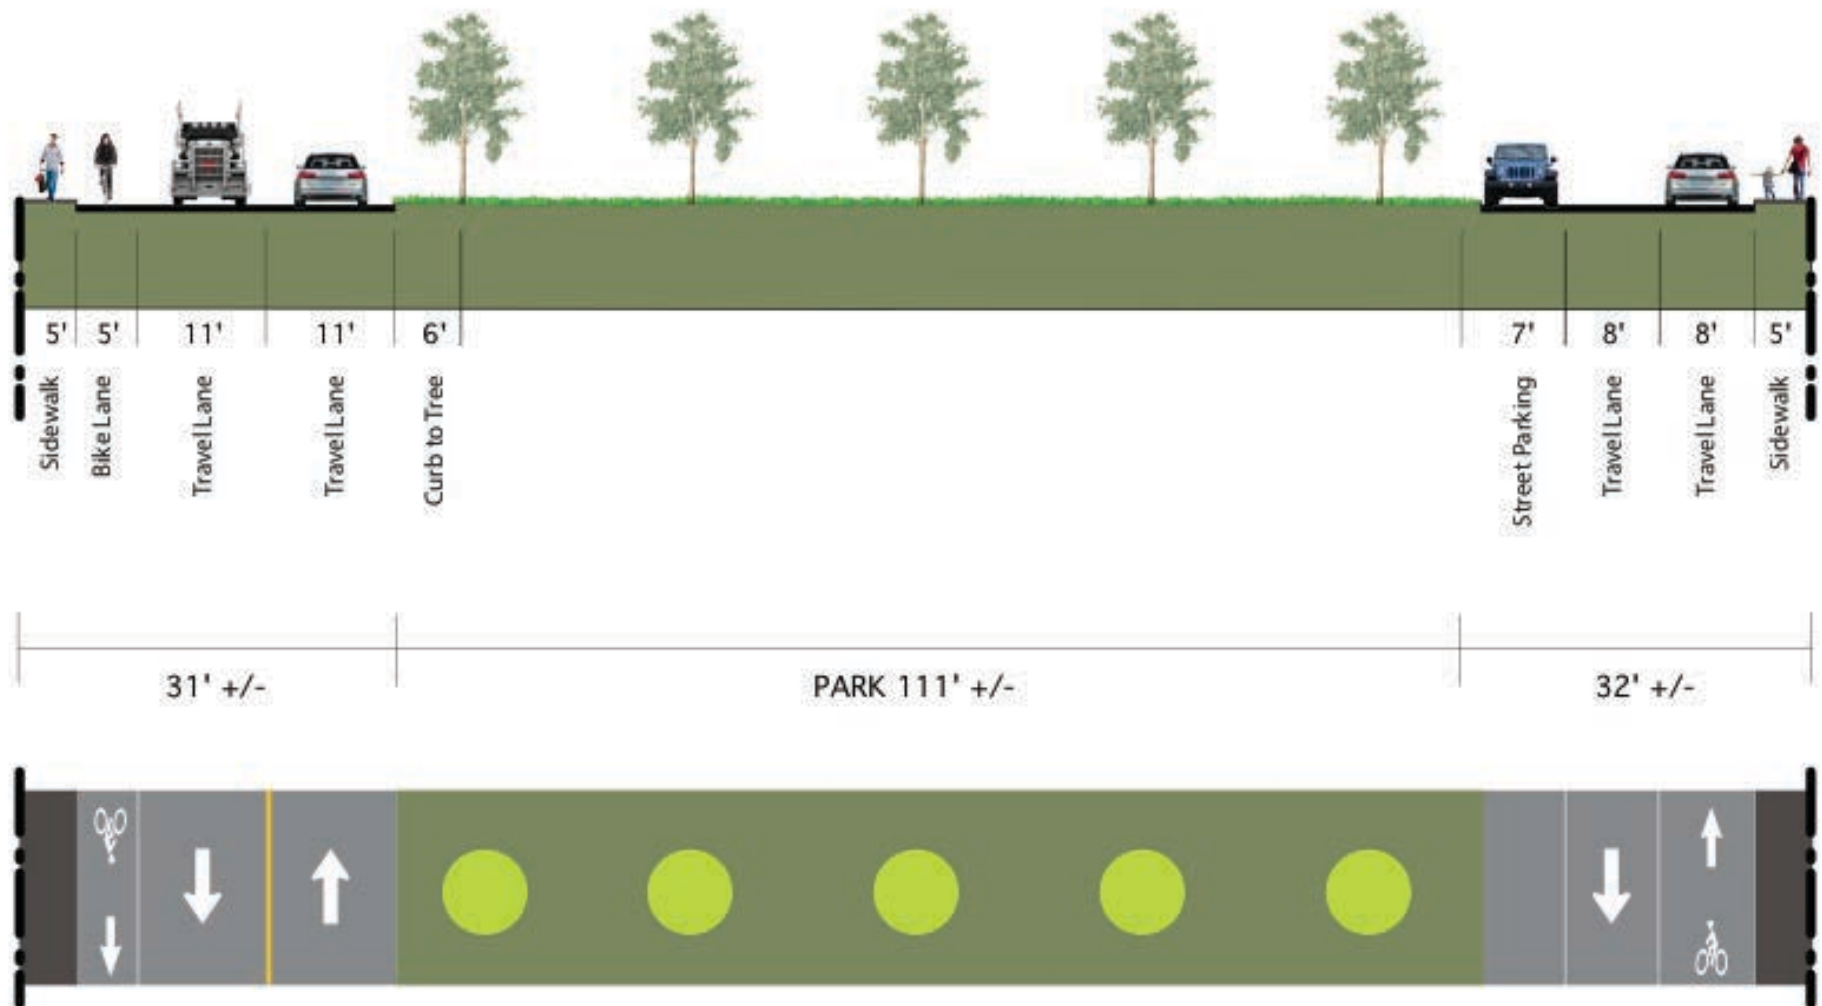 5'
5'
11'
11'
6'
7'
8'
8'
5'
Sidewalk
Bike Lane
Travel Lane
Travel Lane
Curb to Tree
Street Parking
Travel Lane
Travel Lane
Sidewalk
31' +/-
PARK 111' +/-
32' +/-